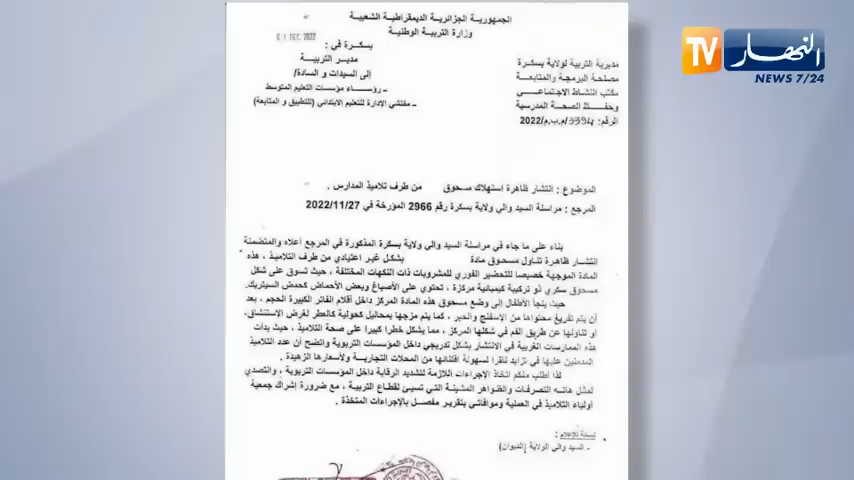 النهار TV
NEWS 7/24
الجمهورية الجزائرية الديمقراطية الشعبية
وزارة التربية الوطنية
مديرية التربية لولاية بسكرة
مصلحة البرمجة والمتابعة
مكتب النشاط الاجتماعي
وحفظ الصحة المدرسية
الرقم: 3394/م.ب.م/2022
DEC. 2022
بسكرة في :
مدير التربية
إلى السيدات و السادة/
ـ رؤساء مؤسسات التعليم المتوسط
ـ مفتشي الإدارة للتعليم الابتدائي (للتطبيق و المتابعة)
الموضوع : انتشار ظاهرة استهلاك مسحوق من طرف تلاميذ المدارس .
المرجع : مراسلة السيد والي ولاية بسكرة رقم 2966 المؤرخة في 2022/11/27
بناء على ما جاء في مراسلة السيد والي ولاية بسكرة المذكورة في المرجع أعلاه والمتضمنة
انتشار ظاهرة تناول مسحوق مادة بشكل غير اعتيادي من طرف التلاميذ ، هذه
المادة الموجهة خصيصا للتحضير الفوري للمشروبات ذات النكهات المختلفة ، حيث تسوق على شكل
مسحوق سكري ذو تركيبة كيميائية مركزة ، تحتوي على الأصباغ وبعض الأحماض كحمض السيتريك.
حيث يلجأ الأطفال إلى وضع مسحوق هذه المادة المركز داخل أقلام الفاتر الكبيرة الحجم ، بعد
أن يتم تفريغ محتواها من الإسفنج والحبر ، كما يتم مزجها بمحاليل كحولية كالعطر لغرض الإستنشاق،
أو تناولها عن طريق الفم في شكلها المركز ، مما يشكل خطرا كبيرا على صحة التلاميذ ، حيث بدأت
هذه الممارسات الغريبة في الانتشار بشكل تدريجي داخل المؤسسات التربوية واتضح أن عدد التلاميذ
المدمنين عليها في تزايد نظرا لسهولة اقتنائها من المحلات التجارية ولأسعارها الزهيدة .
لذا أطلب منكم اتخاذ الإجراءات اللازمة لتشديد الرقابة داخل المؤسسات التربوية ، والتصدي
لمثل هاته التصرفات والظواهر المشينة التي تسيئ لقطاع التربية ، مع ضرورة إشراك جمعية
أولياء التلاميذ في العملية وموافاتي بتقرير مفصل بالإجراءات المتخذة .
نسخة للإعلام :
ـ السيد والي الولاية (الديوان)